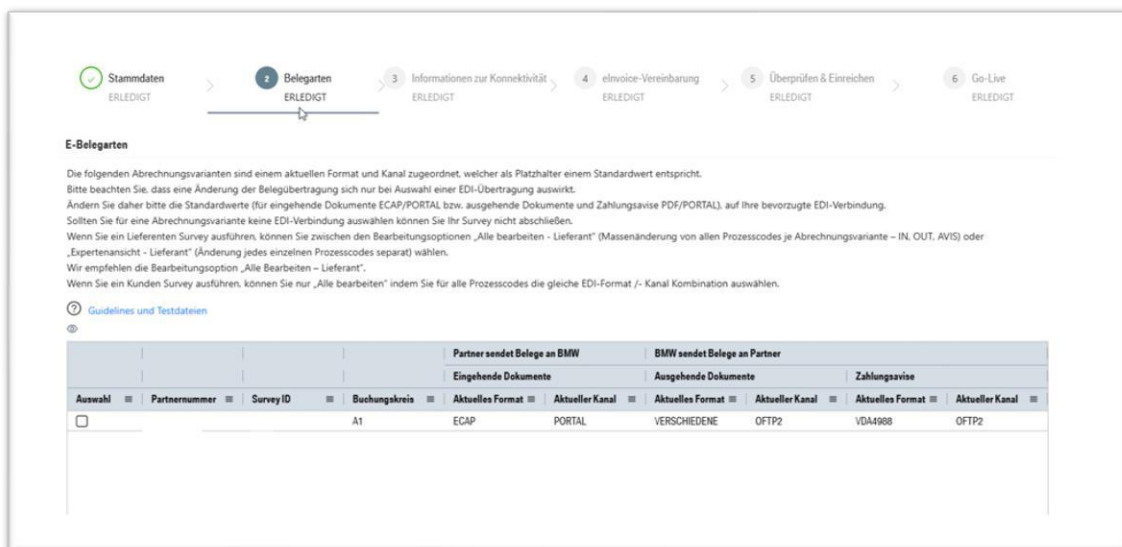 Stammdaten
ERLEDIGT
2 Belegarten
ERLEDIGT
3 Informationen zur Konnektivität
ERLEDIGT
4 eInvoice-Vereinbarung
ERLEDIGT
5 Überprüfen & Einreichen
ERLEDIGT
6 Go-Live
ERLEDIGT
E-Belegarten
Die folgenden Abrechnungsvarianten sind einem aktuellen Format und Kanal zugeordnet, welcher als Platzhalter einem Standardwert entspricht.
Bitte beachten Sie, dass eine Änderung der Belegübertragung sich nur bei Auswahl einer EDI-Übertragung auswirkt.
Ändern Sie daher bitte die Standardwerte (für eingehende Dokumente ECAP/PORTAL bzw. ausgehende Dokumente und Zahlungsavise PDF/PORTAL), auf Ihre bevorzugte EDI-Verbindung.
Sollten Sie für eine Abrechnungsvariante keine EDI-Verbindung auswählen können Sie Ihr Survey nicht abschließen.
Wenn Sie ein Lieferenten Survey ausführen, können Sie zwischen den Bearbeitungsoptionen „Alle bearbeiten - Lieferant" (Massenänderung von allen Prozesscodes je Abrechnungsvariante – IN, OUT, AVIS) oder
„Expertenansicht - Lieferant" (Änderung jedes einzelnen Prozesscodes separat) wählen.
Wir empfehlen die Bearbeitungsoption „Alle Bearbeiten – Lieferant".
Wenn Sie ein Kunden Survey ausführen, können Sie nur „Alle bearbeiten" indem Sie für alle Prozesscodes die gleiche EDI-Format /- Kanal Kombination auswählen.
Guidelines und Testdateien
Partner sendet Belege an BMW BMW sendet Belege an Partner
Eingehende Dokumente Ausgehende Dokumente Zahlungsavise
Auswahl Partnernummer Survey ID Buchungskreis Aktuelles Format Aktueller Kanal Aktuelles Format Aktueller Kanal Aktuelles Format Aktueller Kanal
A1 ECAP PORTAL VERSCHIEDENE OFTP2 VDA4988 OFTP2